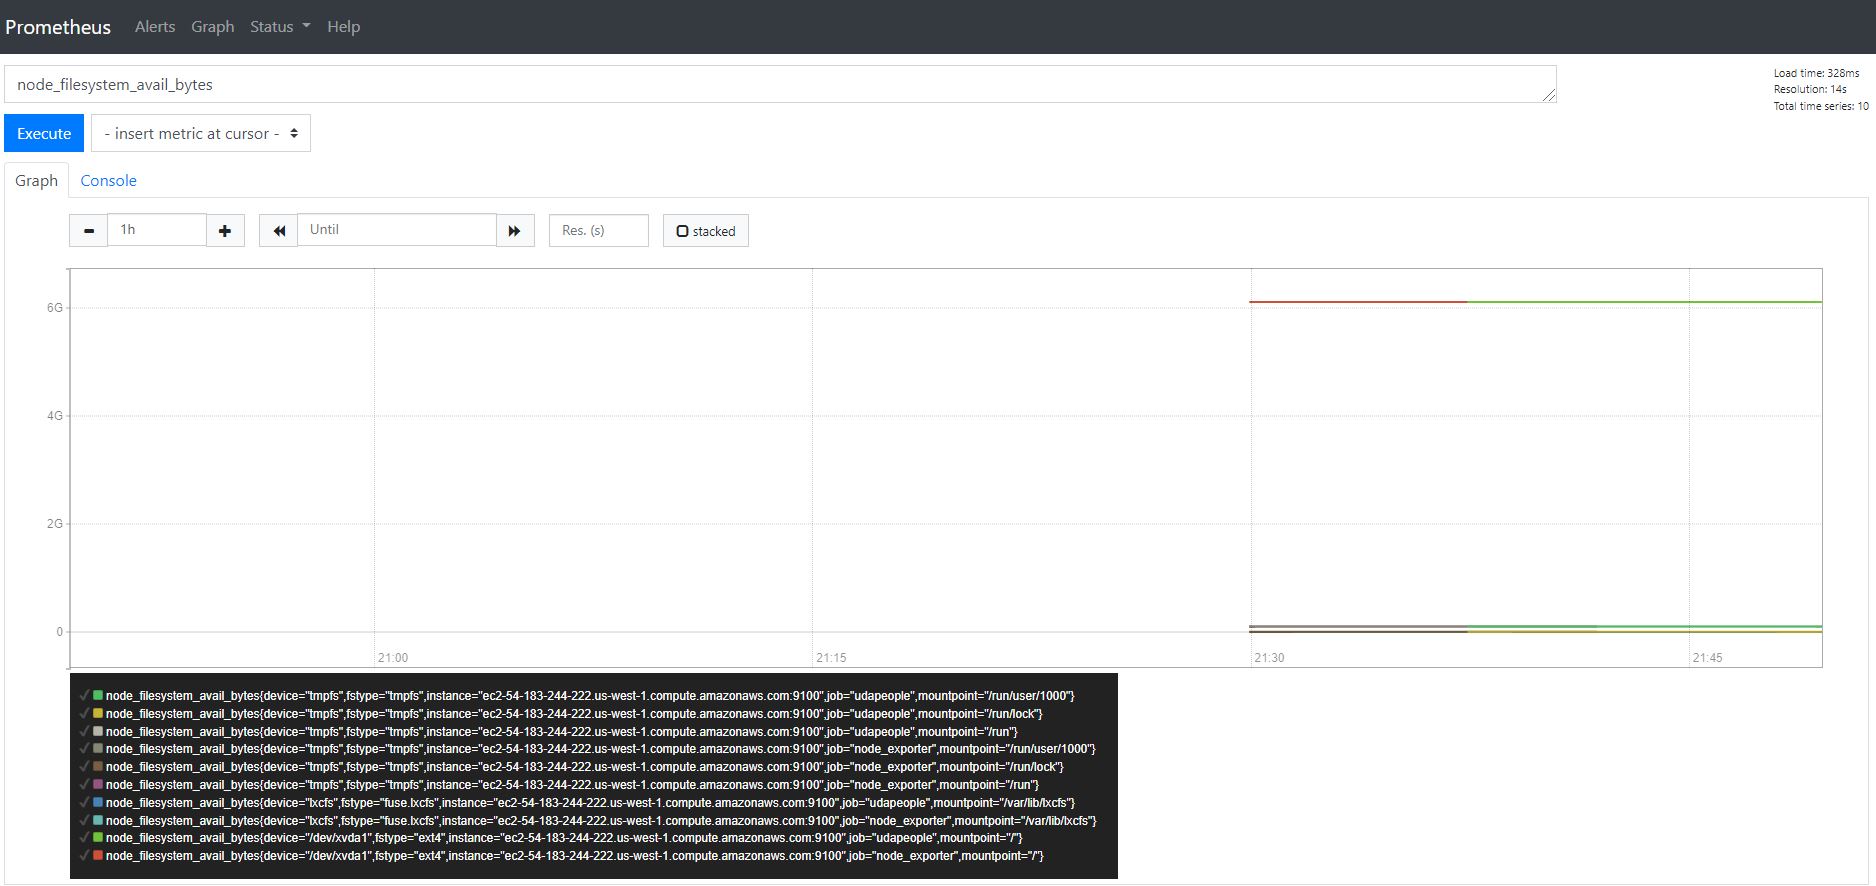 Prometheus Alerts Graph Status Help
node_filesystem_avail_bytes
Load time: 328ms
Resolution: 14s
Total time series: 10
Execute - insert metric at cursor -
Graph Console
1h Until Res. (s) stacked
6G
4G
2G
0
21:00 21:15 21:30 21:45
node_filesystem_avail_bytes{device="tmpfs",fstype="tmpfs",instance="ec2-54-183-244-222.us-west-1.compute.amazonaws.com:9100",job="udapeople",mountpoint="/run/user/1000"}
node_filesystem_avail_bytes{device="tmpfs",fstype="tmpfs",instance="ec2-54-183-244-222.us-west-1.compute.amazonaws.com:9100",job="udapeople",mountpoint="/run/lock"}
node_filesystem_avail_bytes{device="tmpfs",fstype="tmpfs",instance="ec2-54-183-244-222.us-west-1.compute.amazonaws.com:9100",job="udapeople",mountpoint="/run"}
node_filesystem_avail_bytes{device="tmpfs",fstype="tmpfs",instance="ec2-54-183-244-222.us-west-1.compute.amazonaws.com:9100",job="node_exporter",mountpoint="/run/user/1000"}
node_filesystem_avail_bytes{device="tmpfs",fstype="tmpfs",instance="ec2-54-183-244-222.us-west-1.compute.amazonaws.com:9100",job="node_exporter",mountpoint="/run/lock"}
node_filesystem_avail_bytes{device="tmpfs",fstype="tmpfs",instance="ec2-54-183-244-222.us-west-1.compute.amazonaws.com:9100",job="node_exporter",mountpoint="/run"}
node_filesystem_avail_bytes{device="lxcfs",fstype="fuse.lxcfs",instance="ec2-54-183-244-222.us-west-1.compute.amazonaws.com:9100",job="udapeople",mountpoint="/var/lib/lxcfs"}
node_filesystem_avail_bytes{device="lxcfs",fstype="fuse.lxcfs",instance="ec2-54-183-244-222.us-west-1.compute.amazonaws.com:9100",job="node_exporter",mountpoint="/var/lib/lxcfs"}
node_filesystem_avail_bytes{device="/dev/xvda1",fstype="ext4",instance="ec2-54-183-244-222.us-west-1.compute.amazonaws.com:9100",job="udapeople",mountpoint="/"}
node_filesystem_avail_bytes{device="/dev/xvda1",fstype="ext4",instance="ec2-54-183-244-222.us-west-1.compute.amazonaws.com:9100",job="node_exporter",mountpoint="/"}